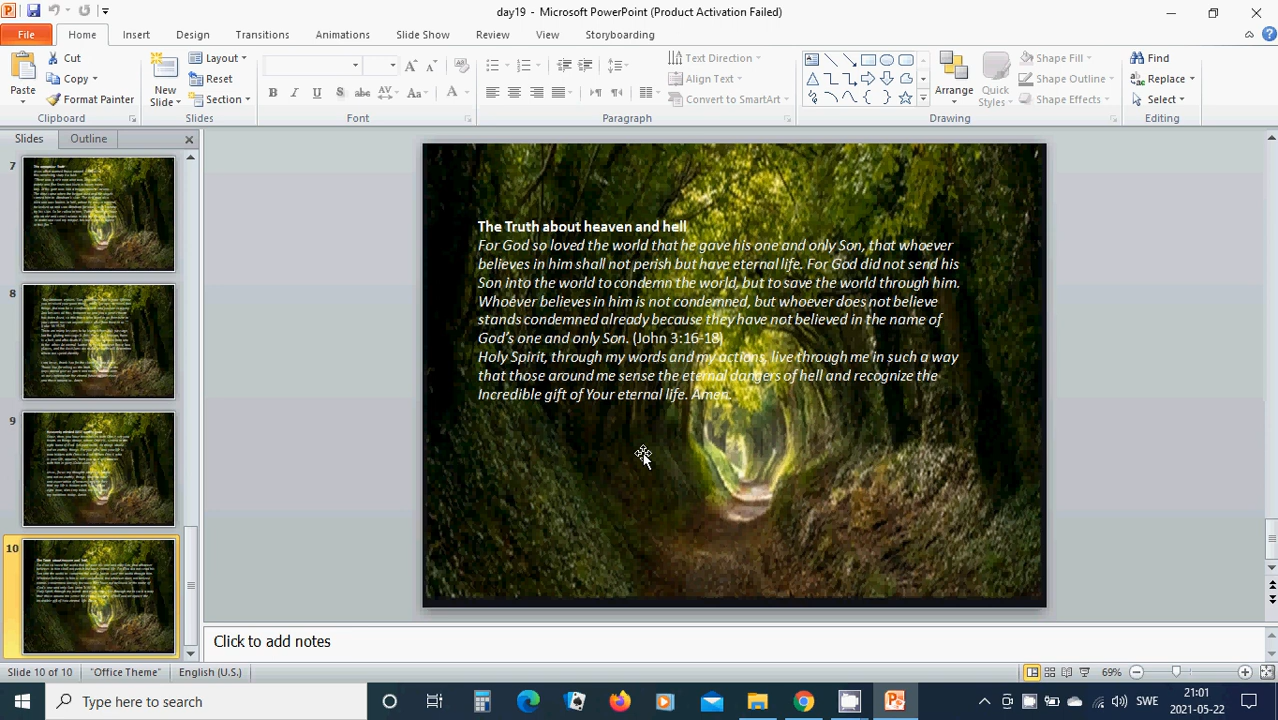 day19 - Microsoft PowerPoint (Product Activation Failed)
File Home Insert Design Transitions Animations Slide Show Review View Storyboarding
Paste
Cut
Copy
Format Painter
Clipboard
New Slide
Layout
Reset
Section
Slides
Font
Text Direction
Align Text
Convert to SmartArt
Paragraph
Arrange
Quick Styles
Shape Fill
Shape Outline
Shape Effects
Drawing
Find
Replace
Select
Editing
Slides Outline
7
8
9
10
The Truth about heaven and hell
For God so loved the world that he gave his one and only Son, that whoever
believes in him shall not perish but have eternal life. For God did not send his
Son into the world to condemn the world, but to save the world through him.
Whoever believes in him is not condemned, but whoever does not believe
condemned already because they have not believed in the name of
one and only Son. (John 3:16-18)
Holy Spirit, through my words and my actions, live through me in such a way
that those around me sense the eternal dangers of hell and recognize the
Incredible gift of Your eternal life. Amen.
Click to add notes
Slide 10 of 10 "Office Theme" English (U.S.) 69%
Type here to search
SWE
21:01
2021-05-22